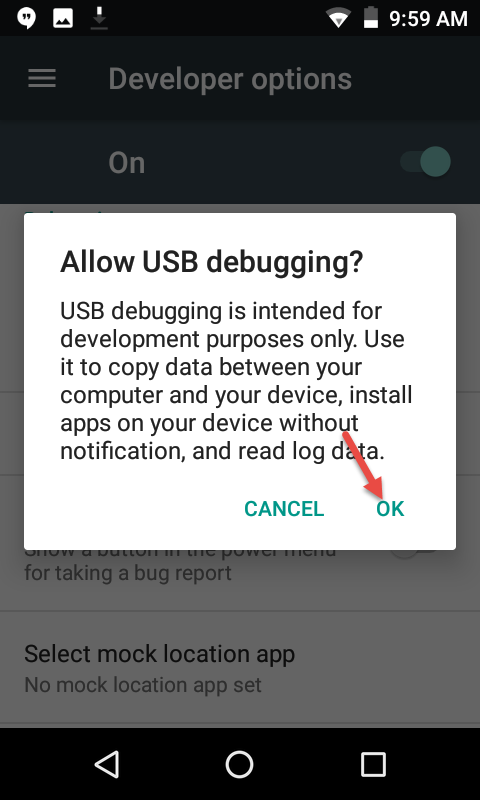 9:59 AM
Developer options
On
Allow USB debugging?
USB debugging is intended for
development purposes only. Use
it to copy data between your
computer and your device, install
apps on your device without
notification, and read log data.
CANCEL
OK
Show a button in the power menu
for taking a bug report
Select mock location app
No mock location app set